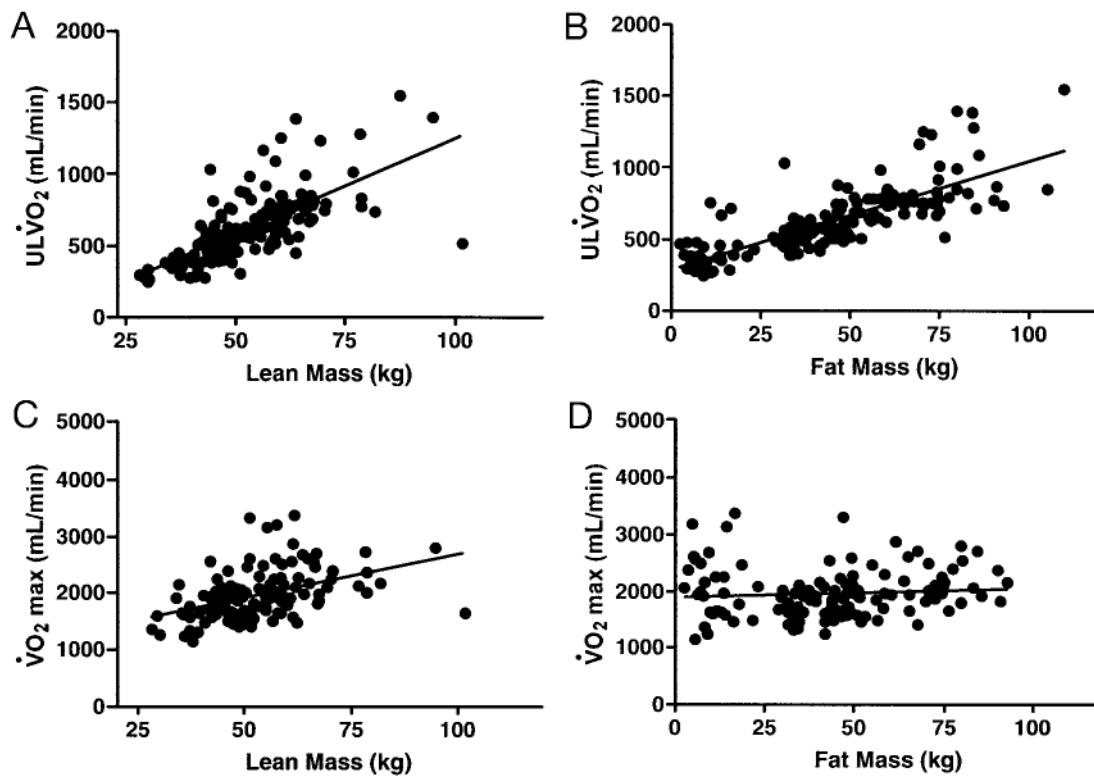 A
2000
1500
1000
500
0
ULV̇O₂ (mL/min)
25 50 75 100
Lean Mass (kg)
B
2000
1500
1000
500
0
ULV̇O₂ (mL/min)
0 25 50 75 100
Fat Mass (kg)
C
5000
4000
3000
2000
1000
0
V̇O₂ max (mL/min)
25 50 75 100
Lean Mass (kg)
D
5000
4000
3000
2000
1000
0
V̇O₂ max (mL/min)
0 25 50 75 100
Fat Mass (kg)